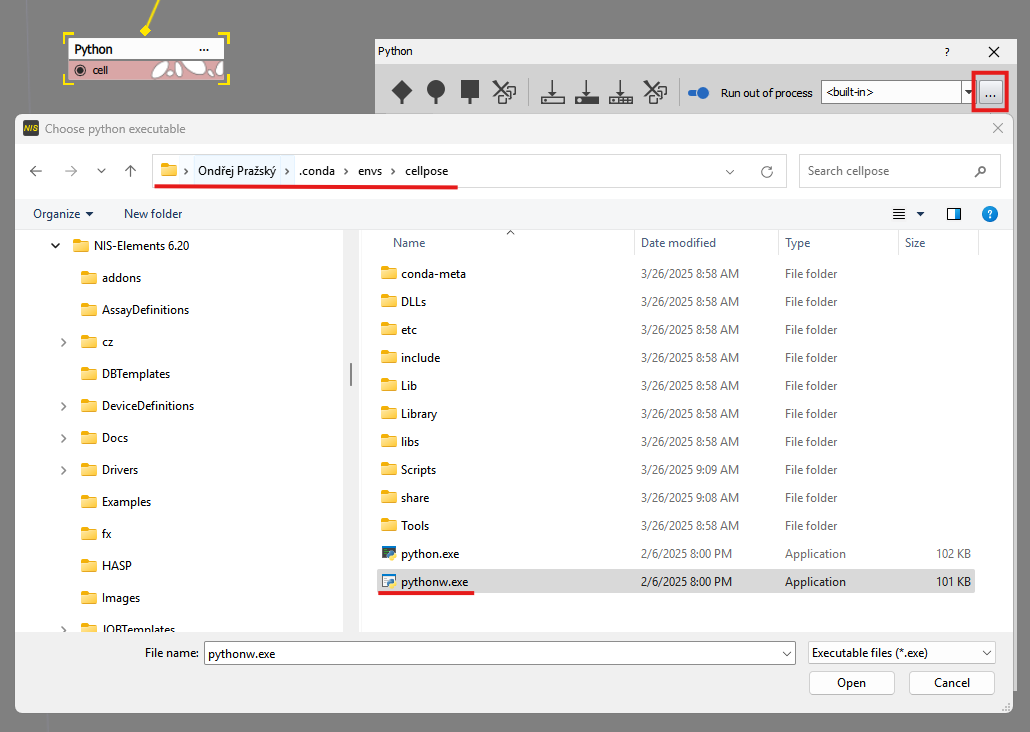 Python ...
cell
Python ? 
Run out of process <built-in> ...
NIS Choose python executable
Ondřej Pražský > .conda > envs > cellpose
Search cellpose
Organize New folder ?
NIS-Elements 6.20
addons
AssayDefinitions
cz
DBTemplates
DeviceDefinitions
Docs
Drivers
Examples
fx
HASP
Images
JOBTemplates
Name Date modified Type Size
conda-meta 3/26/2025 8:58 AM File folder
DLLs 3/26/2025 8:58 AM File folder
etc 3/26/2025 8:58 AM File folder
include 3/26/2025 8:58 AM File folder
Lib 3/26/2025 8:58 AM File folder
Library 3/26/2025 8:58 AM File folder
libs 3/26/2025 8:58 AM File folder
Scripts 3/26/2025 9:09 AM File folder
share 3/26/2025 9:08 AM File folder
Tools 3/26/2025 8:58 AM File folder
python.exe 2/6/2025 8:00 PM Application 102 KB
pythonw.exe 2/6/2025 8:00 PM Application 101 KB
File name: pythonw.exe Executable files (*.exe)
Open Cancel